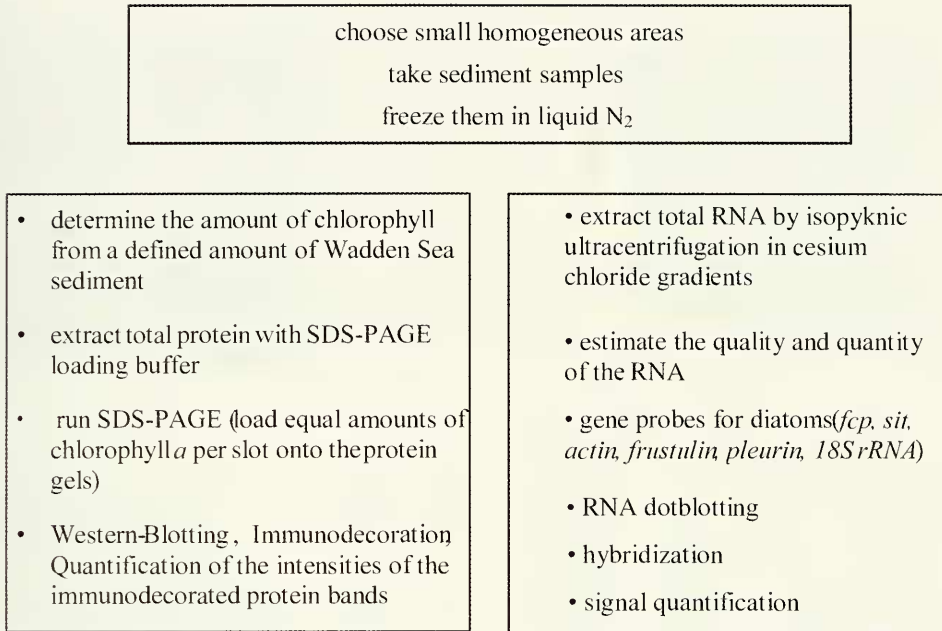 choose small homogeneous areas
take sediment samples
freeze them in liquid N₂
• determine the amount of chlorophyll
from a defined amount of Wadden Sea
sediment
• extract total protein with SDS-PAGE
loading buffer
• run SDS-PAGE (load equal amounts of
chlorophyll a per slot onto the protein
gels)
• Western-Blotting, Immunodecoration,
Quantification of the intensities of the
immunodecorated protein bands
• extract total RNA by isopyknic
ultracentrifugation in cesium
chloride gradients
• estimate the quality and quantity
of the RNA
• gene probes for diatoms(fcp, sit,
actin, frustulin, pleurin, 18S rRNA)
• RNA dotblotting
• hybridization
• signal quantification